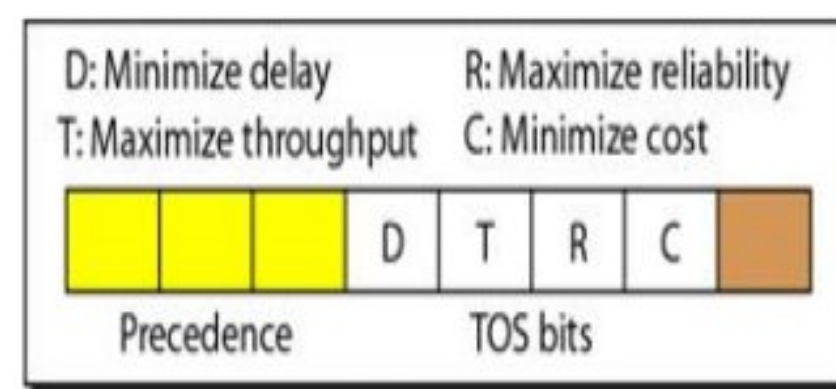 D: Minimize delay R: Maximize reliability
T: Maximize throughput C: Minimize cost
D T R C
Precedence TOS bits